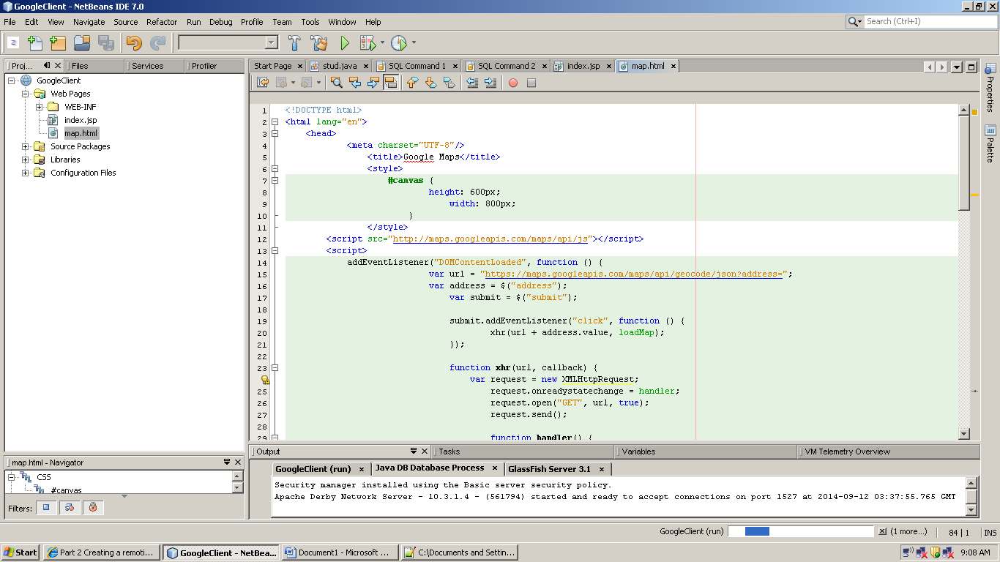 GoogleClient - NetBeans IDE 7.0
File Edit View Navigate Source Refactor Run Debug Profile Team Tools Window Help
Search (Ctrl+I)
Proj... Files Services Profiler
GoogleClient
Web Pages
WEB-INF
index.jsp
map.html
Source Packages
Libraries
Configuration Files
Start Page stud.java SQL Command 1 SQL Command 2 index.jsp map.html
1 <!DOCTYPE html>
2 <html lang="en">
3 <head>
4 <meta charset="UTF-8"/>
5 <title>Google Maps</title>
6 <style>
7 #canvas {
8 height: 600px;
9 width: 800px;
10 }
11 </style>
12 <script src="http://maps.googleapis.com/maps/api/js"></script>
13 <script>
14 addEventListener("DOMContentLoaded", function () {
15 var url = "https://maps.googleapis.com/maps/api/geocode/json?address=";
16 var address = $("address");
17 var submit = $("submit");
18
19 submit.addEventListener("click", function () {
20 xhr(url + address.value, loadMap);
21 });
22
23 function xhr(url, callback) {
var request = new XMLHttpRequest;
25 request.onreadystatechange = handler;
26 request.open("GET", url, true);
27 request.send();
28
29 function handler() {
Properties
Palette
map.html - Navigator
CSS
#canvas
Filters:
Output Tasks Variables VM Telemetry Overview
GoogleClient (run) Java DB Database Process GlassFish Server 3.1
Security manager installed using the Basic server security policy.
Apache Derby Network Server - 10.3.1.4 - (561794) started and ready to accept connections on port 1527 at 2014-09-12 03:37:55.765 GMT
GoogleClient (run) (1 more...) 84 | 1 INS
Start Part 2 Creating a remoti... GoogleClient - NetBea... Document1 - Microsoft ... C:\Documents and Settin... 9:08 AM